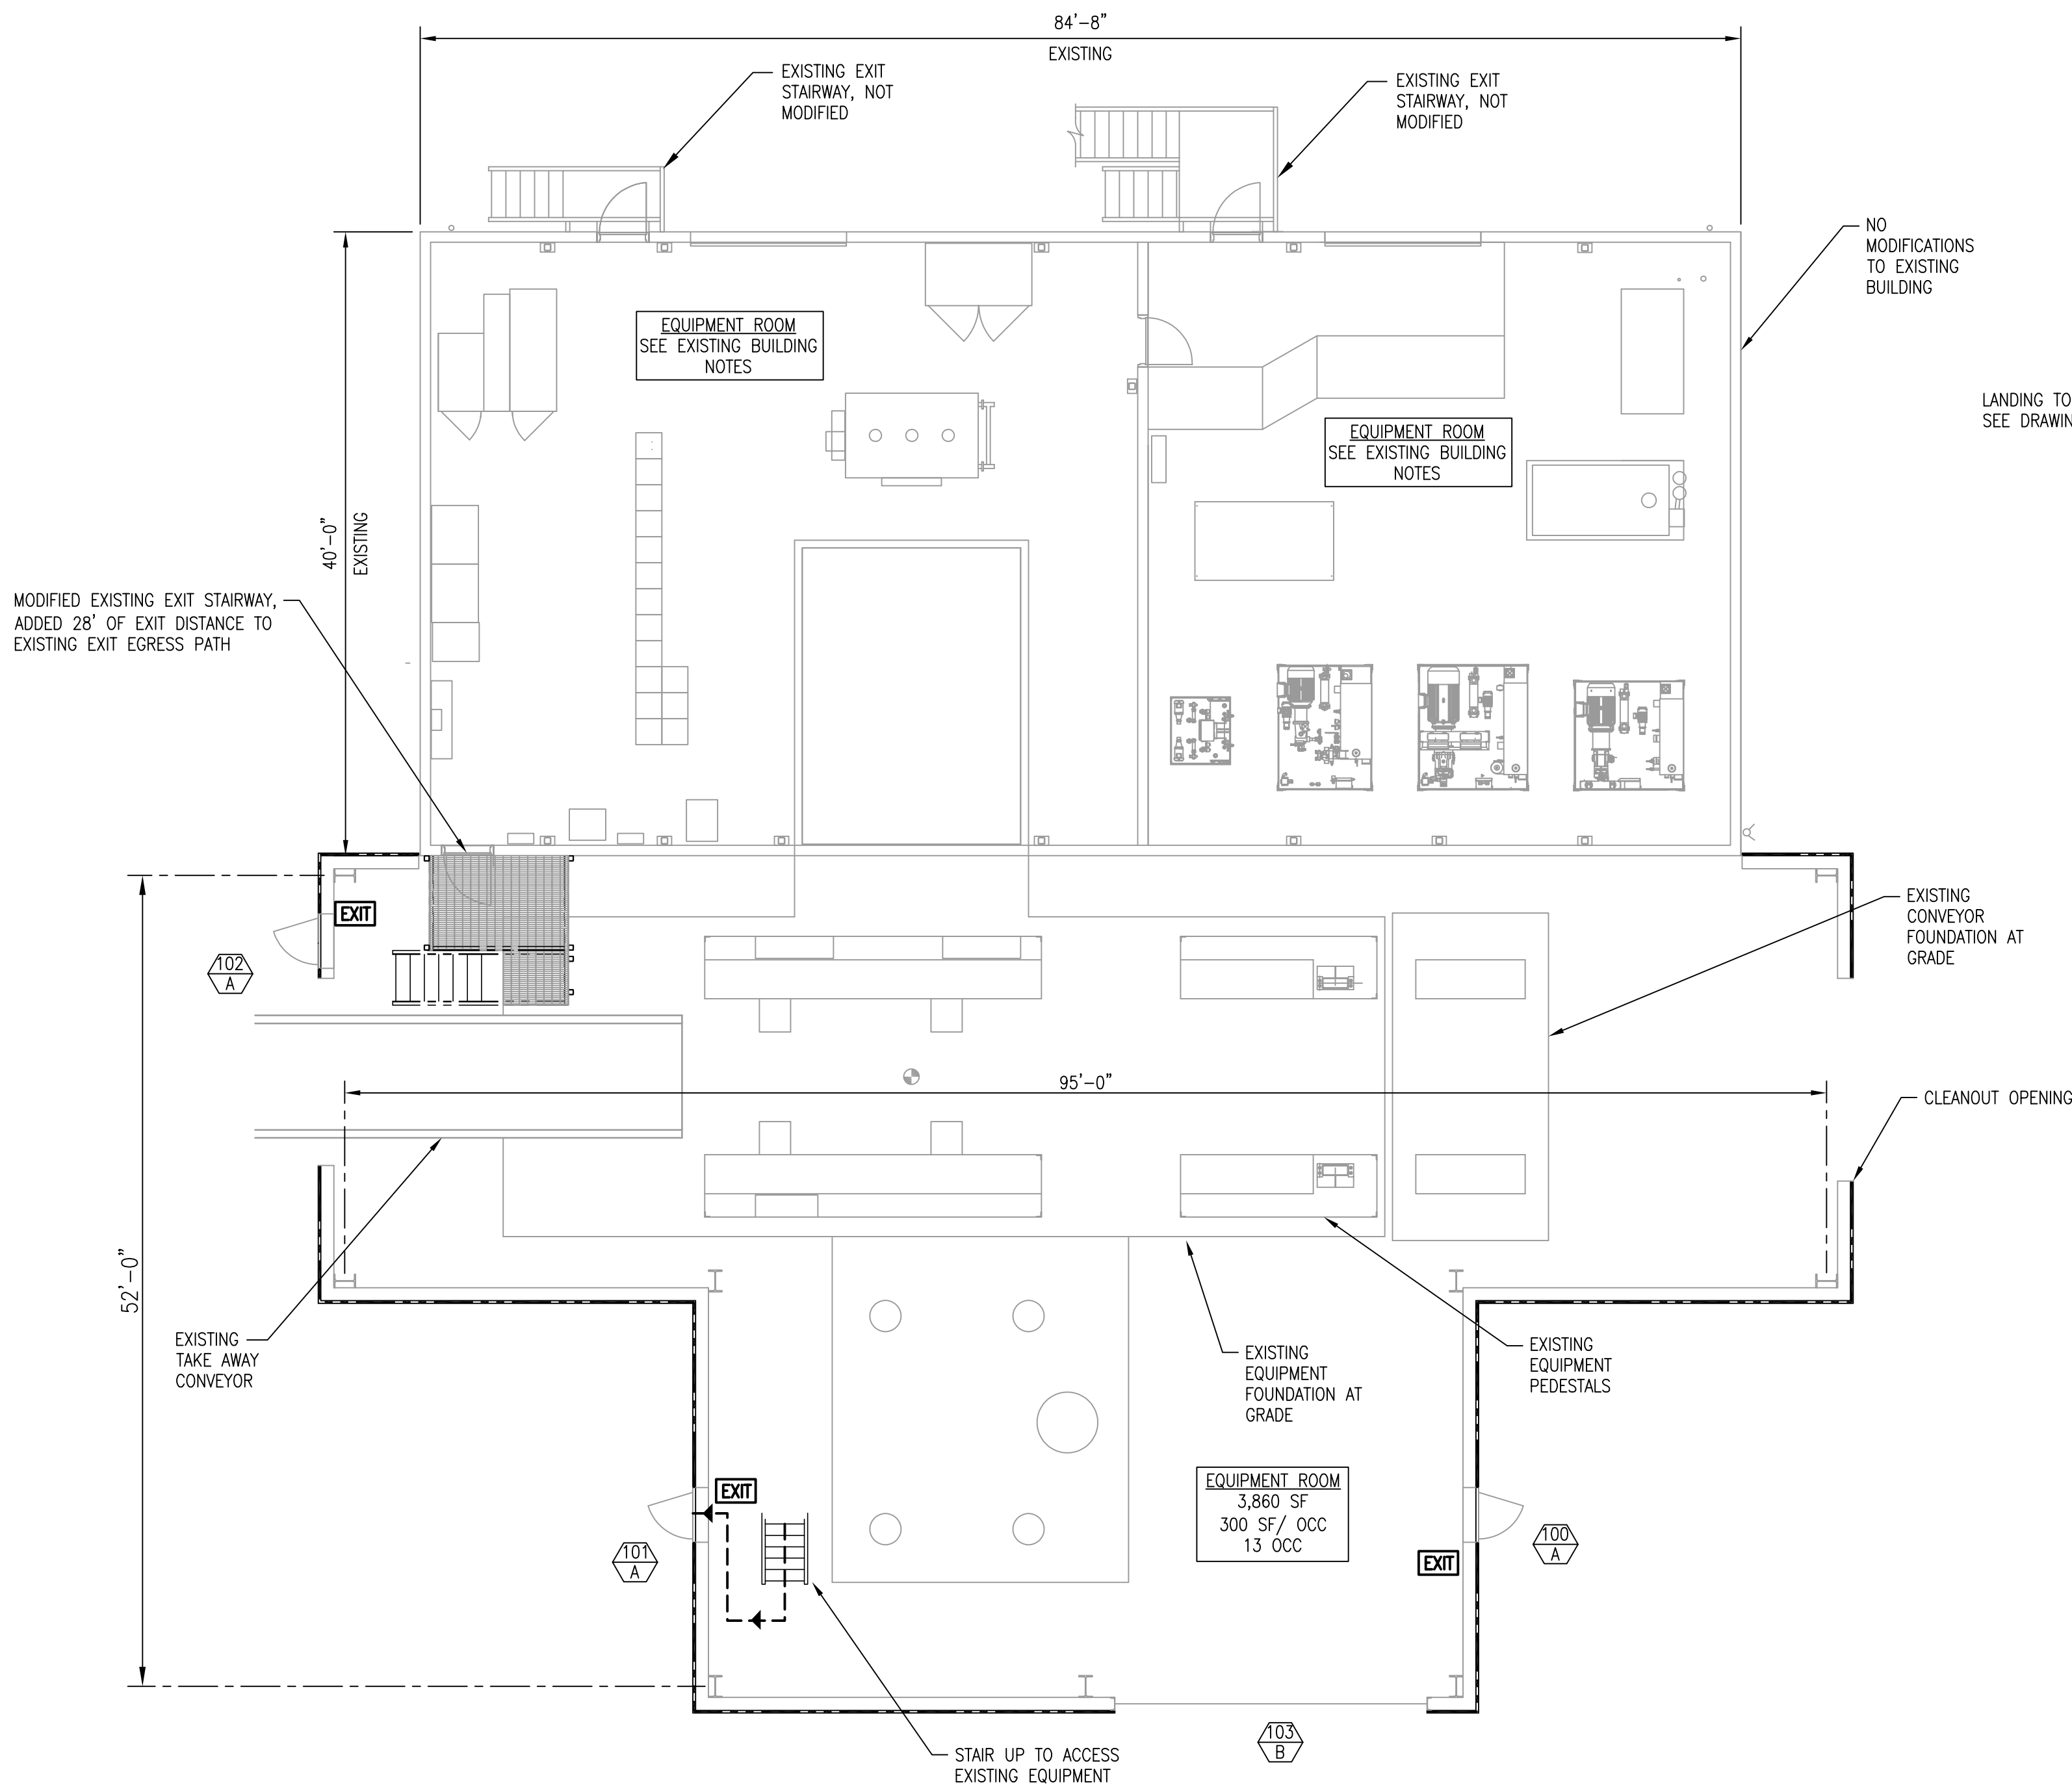 84'-8"
EXISTING
EXISTING EXIT
STAIRWAY, NOT
MODIFIED
EXISTING EXIT
STAIRWAY, NOT
MODIFIED
NO
MODIFICATIONS
TO EXISTING
BUILDING
EQUIPMENT ROOM
SEE EXISTING BUILDING
NOTES
LANDING TO
SEE DRAWIN
EQUIPMENT ROOM
SEE EXISTING BUILDING
NOTES
40'-0"
EXISTING
MODIFIED EXISTING EXIT STAIRWAY,
ADDED 28' OF EXIT DISTANCE TO
EXISTING EXIT EGRESS PATH
EXIT
102
A
EXISTING
CONVEYOR
FOUNDATION AT
GRADE
95'-0"
CLEANOUT OPENING
52'-0"
EXISTING
TAKE AWAY
CONVEYOR
EXISTING
EQUIPMENT
FOUNDATION AT
GRADE
EXISTING
EQUIPMENT
PEDESTALS
EXIT
EQUIPMENT ROOM
3,860 SF
300 SF/ OCC
13 OCC
101
A
EXIT
100
A
103
B
STAIR UP TO ACCESS
EXISTING EQUIPMENT